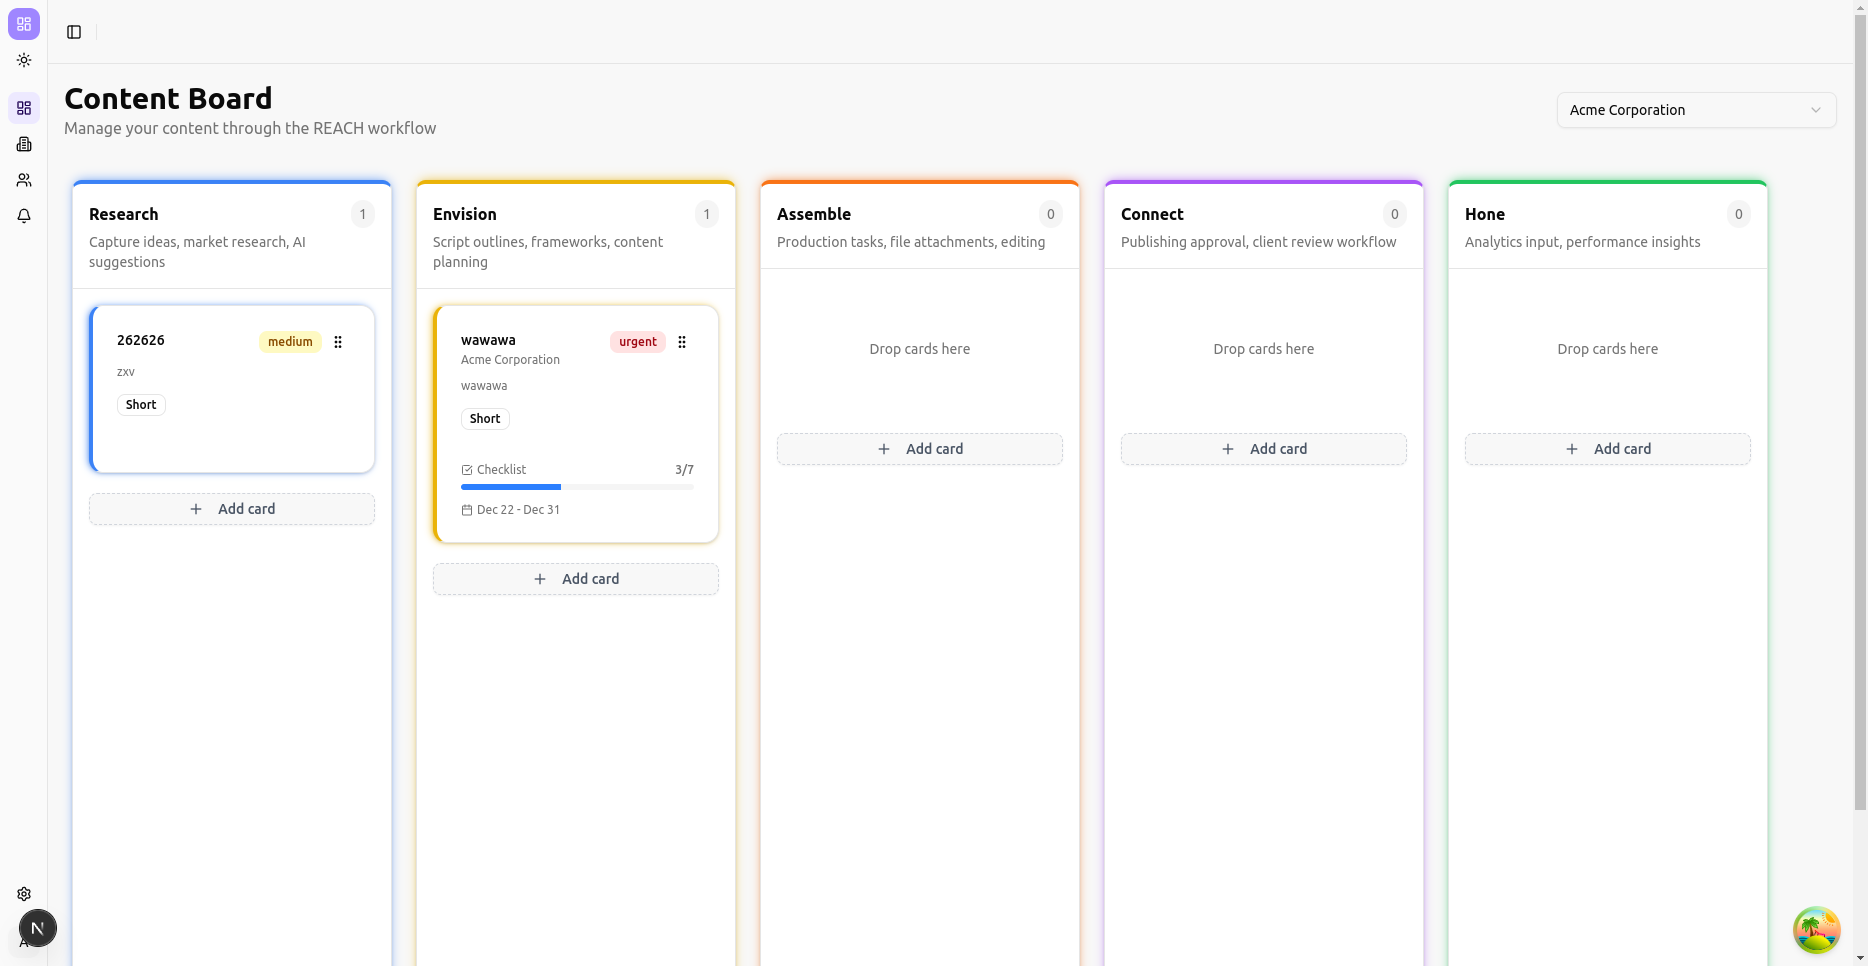 Content Board
Manage your content through the REACH workflow
Acme Corporation
Research
1
Capture ideas, market research, AI
suggestions
262626
medium
zxv
Short
Add card
Envision
1
Script outlines, frameworks, content
planning
wawawa
urgent
Acme Corporation
wawawa
Short
Checklist
3/7
Dec 22 - Dec 31
Add card
Assemble
0
Production tasks, file attachments, editing
Drop cards here
Add card
Connect
0
Publishing approval, client review workflow
Drop cards here
Add card
Hone
0
Analytics input, performance insights
Drop cards here
Add card
N
A